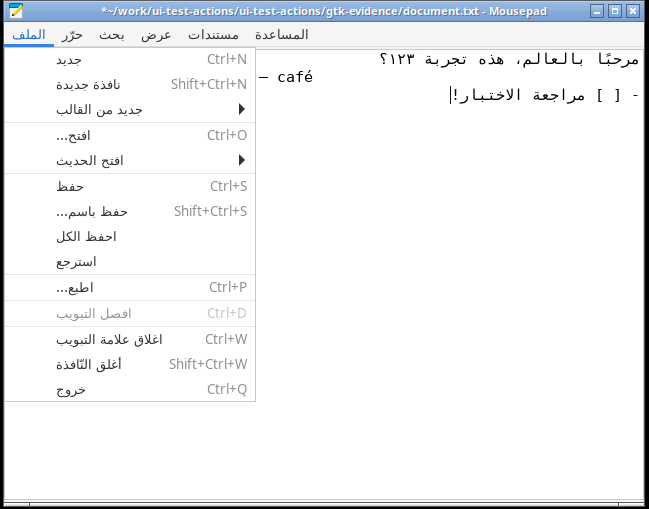 *~/work/ui-test-actions/ui-test-actions/gtk-evidence/document.txt - Mousepad
الملف حرّر بحث عرض مستندات المساعدة
جديد Ctrl+N
نافذة جديدة Shift+Ctrl+N
جديد من القالب
افتح... Ctrl+O
افتح الحديث
حفظ Ctrl+S
حفظ باسم... Shift+Ctrl+S
احفظ الكل
استرجع
اطبع... Ctrl+P
افصل التبويب Ctrl+D
اغلاق علامة التبويب Ctrl+W
أغلق النّافذة Shift+Ctrl+W
خروج Ctrl+Q
مرحبًا بالعالم، هذه تجربة ١٢٣؟
— café
- [ ] مراجعة الاختبار!